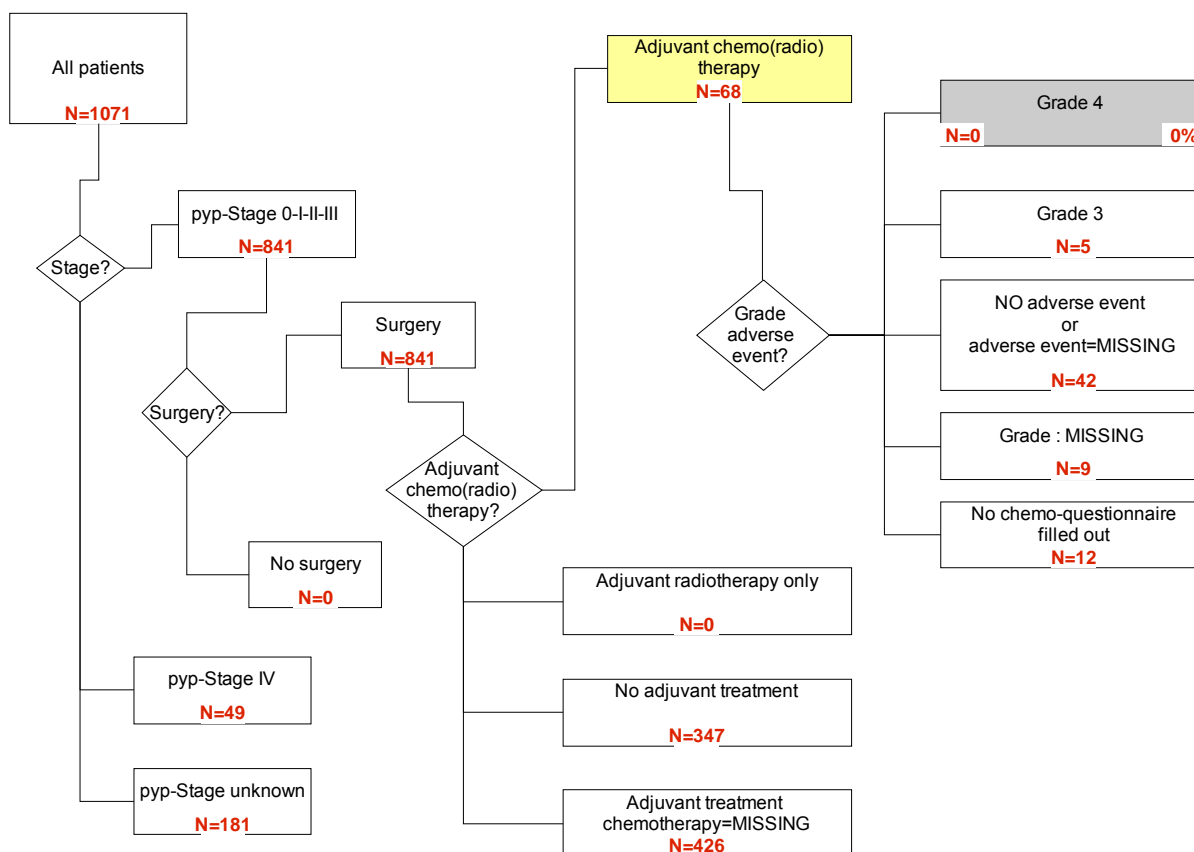 All patients
N=1071
Stage?
pyp-Stage 0-I-II-III
N=841
Surgery?
Surgery
N=841
No surgery
N=0
pyp-Stage IV
N=49
pyp-Stage unknown
N=181
Adjuvant
chemo(radio)
therapy?
Adjuvant chemo(radio)
therapy
N=68
Adjuvant radiotherapy only
N=0
No adjuvant treatment
N=347
Adjuvant treatment
chemotherapy=MISSING
N=426
Grade
adverse
event?
Grade 4
N=0 0%
Grade 3
N=5
NO adverse event
or
adverse event=MISSING
N=42
Grade : MISSING
N=9
No chemo-questionnaire
filled out
N=12